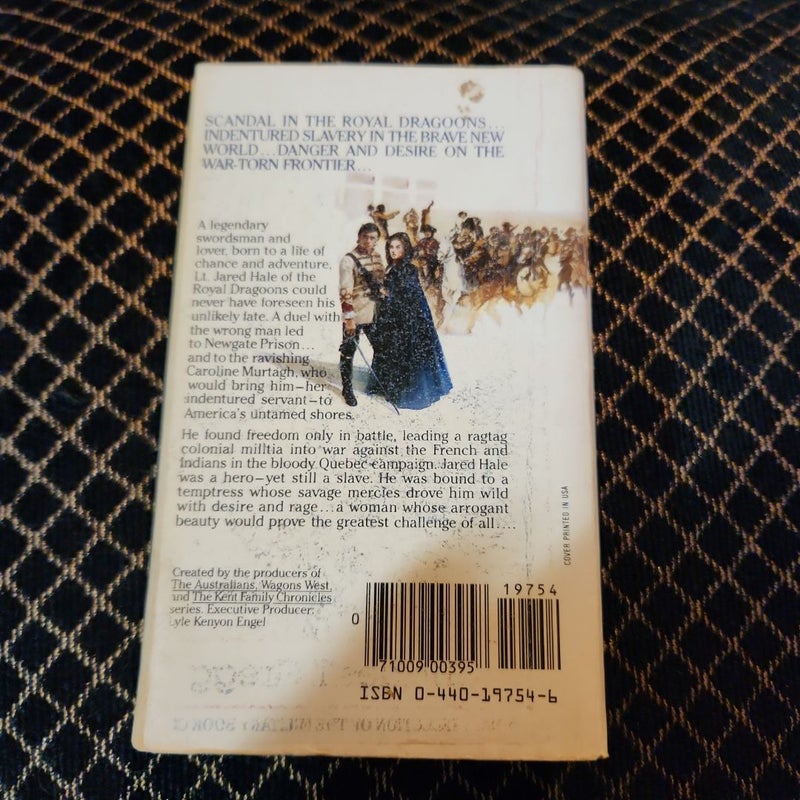 SCANDAL IN THE ROYAL DRAGOONS...
INDENTURED SLAVERY IN THE BRAVE NEW
WORLD...DANGER AND DESIRE ON THE
WAR-TORN FRONTIER...
A legendary
swordsman and
lover, born to a life of
chance and adventure,
Lt. Jared Hale of the
Royal Dragoons could
never have foreseen his
unlikely fate. A duel with
the wrong man led
to Newgate Prison...
and to the ravishing
Caroline Murtagh, who
would bring him—her
indentured servant—to
America's untamed shores.
He found freedom only in battle, leading a ragtag
colonial militia into war against the French and
Indians in the bloody Quebec campaign. Jared Hale
was a hero—yet still a slave. He was bound to a
temptress whose savage mercies drove him wild
with desire and rage...a woman whose arrogant
beauty would prove the greatest challenge of all....
COVER PRINTED IN USA
Created by the producers of
The Australians, Wagons West,
and The Kent Family Chronicles
series. Executive Producer:
Lyle Kenyon Engel
19754
0
71009 00395
ISBN 0-440-19754-6